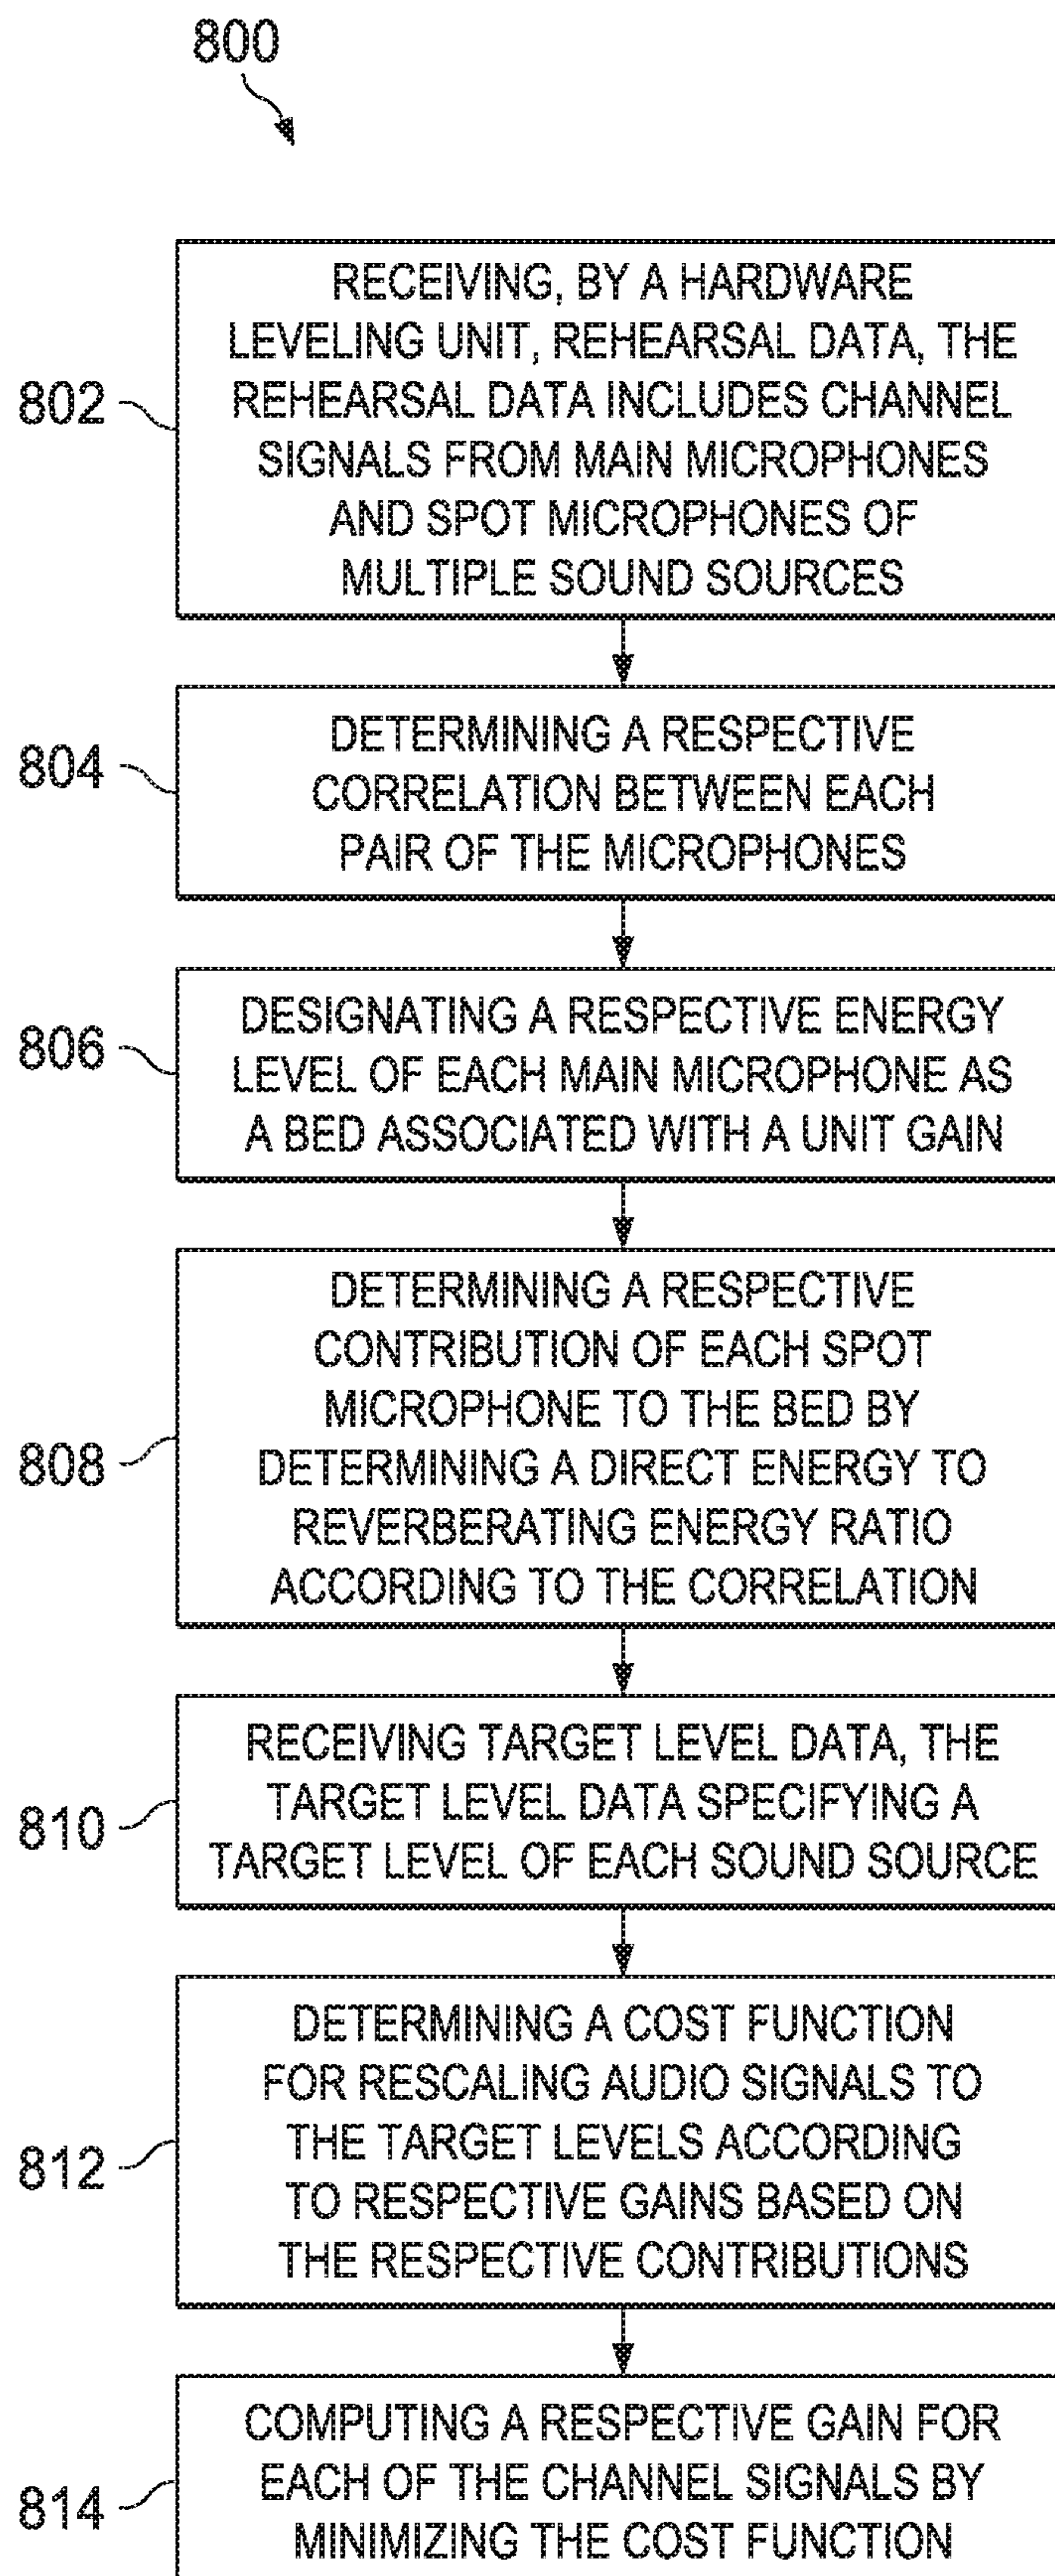 800
802
RECEIVING, BY A HARDWARE
LEVELING UNIT, REHEARSAL DATA, THE
REHEARSAL DATA INCLUDES CHANNEL
SIGNALS FROM MAIN MICROPHONES
AND SPOT MICROPHONES OF
MULTIPLE SOUND SOURCES
804
DETERMINING A RESPECTIVE
CORRELATION BETWEEN EACH
PAIR OF THE MICROPHONES
806
DESIGNATING A RESPECTIVE ENERGY
LEVEL OF EACH MAIN MICROPHONE AS
A BED ASSOCIATED WITH A UNIT GAIN
808
DETERMINING A RESPECTIVE
CONTRIBUTION OF EACH SPOT
MICROPHONE TO THE BED BY
DETERMINING A DIRECT ENERGY TO
REVERBERATING ENERGY RATIO
ACCORDING TO THE CORRELATION
810
RECEIVING TARGET LEVEL DATA, THE
TARGET LEVEL DATA SPECIFYING A
TARGET LEVEL OF EACH SOUND SOURCE
812
DETERMINING A COST FUNCTION
FOR RESCALING AUDIO SIGNALS TO
THE TARGET LEVELS ACCORDING
TO RESPECTIVE GAINS BASED ON
THE RESPECTIVE CONTRIBUTIONS
814
COMPUTING A RESPECTIVE GAIN FOR
EACH OF THE CHANNEL SIGNALS BY
MINIMIZING THE COST FUNCTION